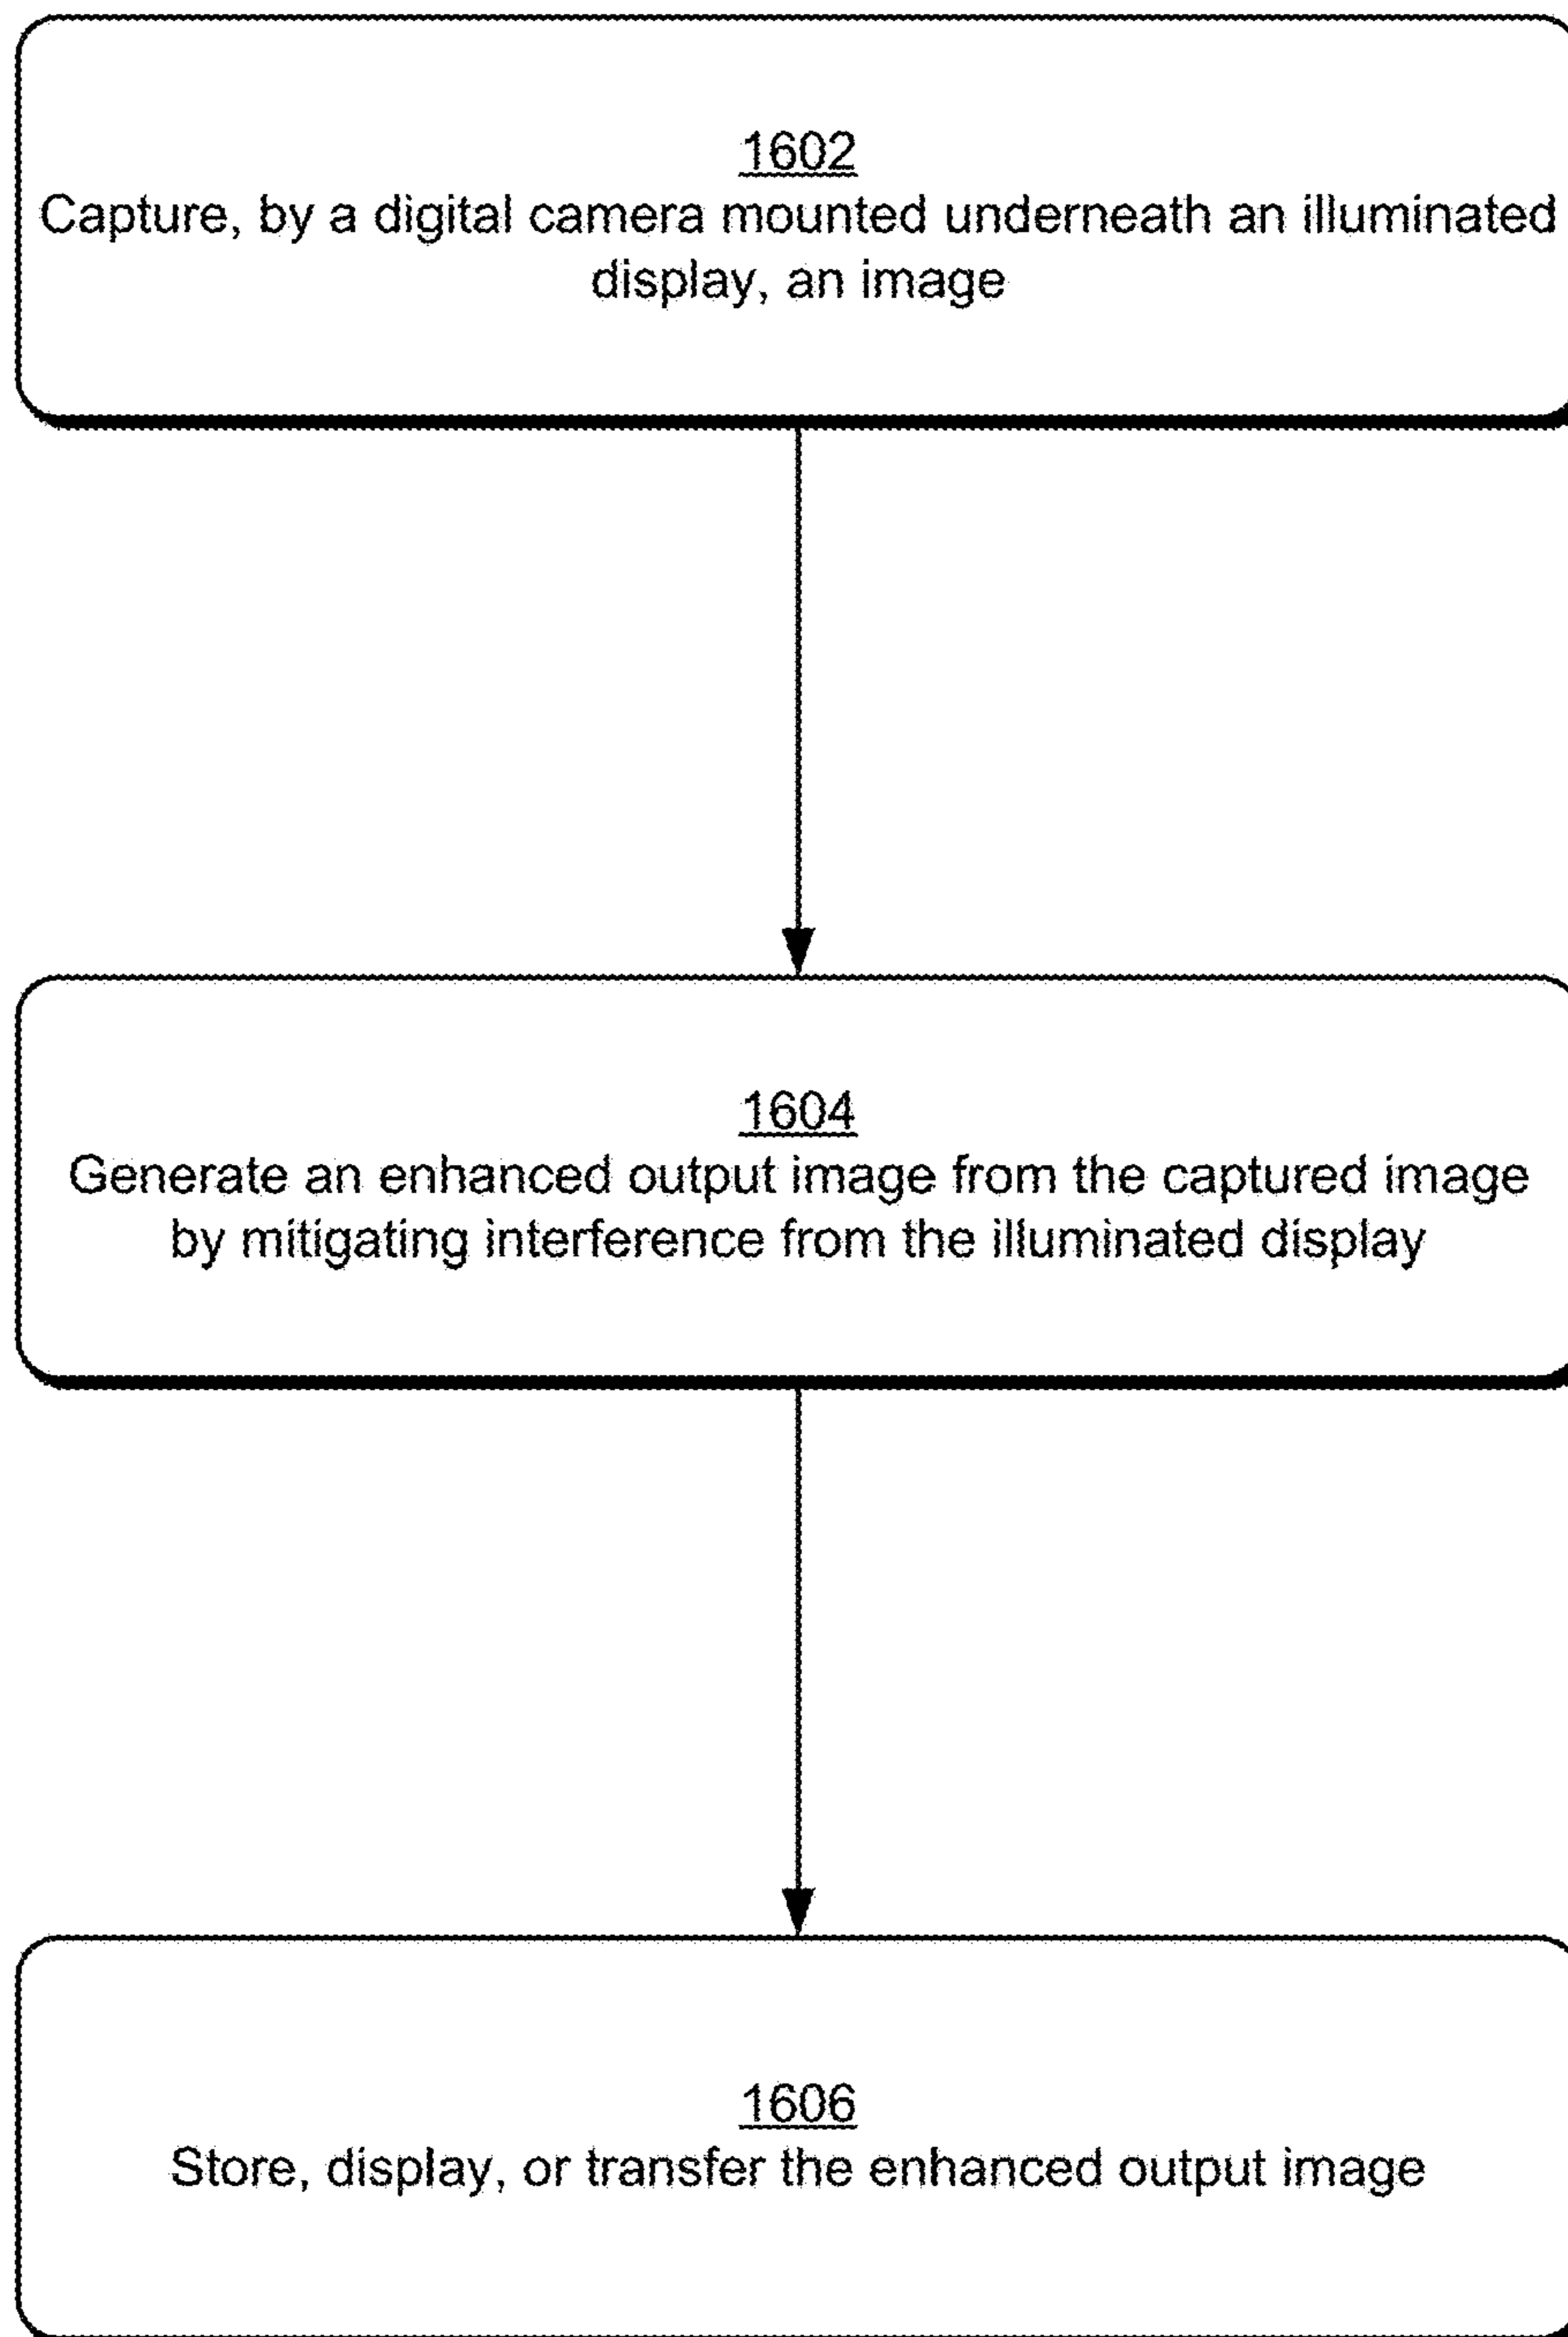 1602
Capture, by a digital camera mounted underneath an illuminated
display, an image
1604
Generate an enhanced output image from the captured image
by mitigating interference from the illuminated display
1606
Store, display, or transfer the enhanced output image